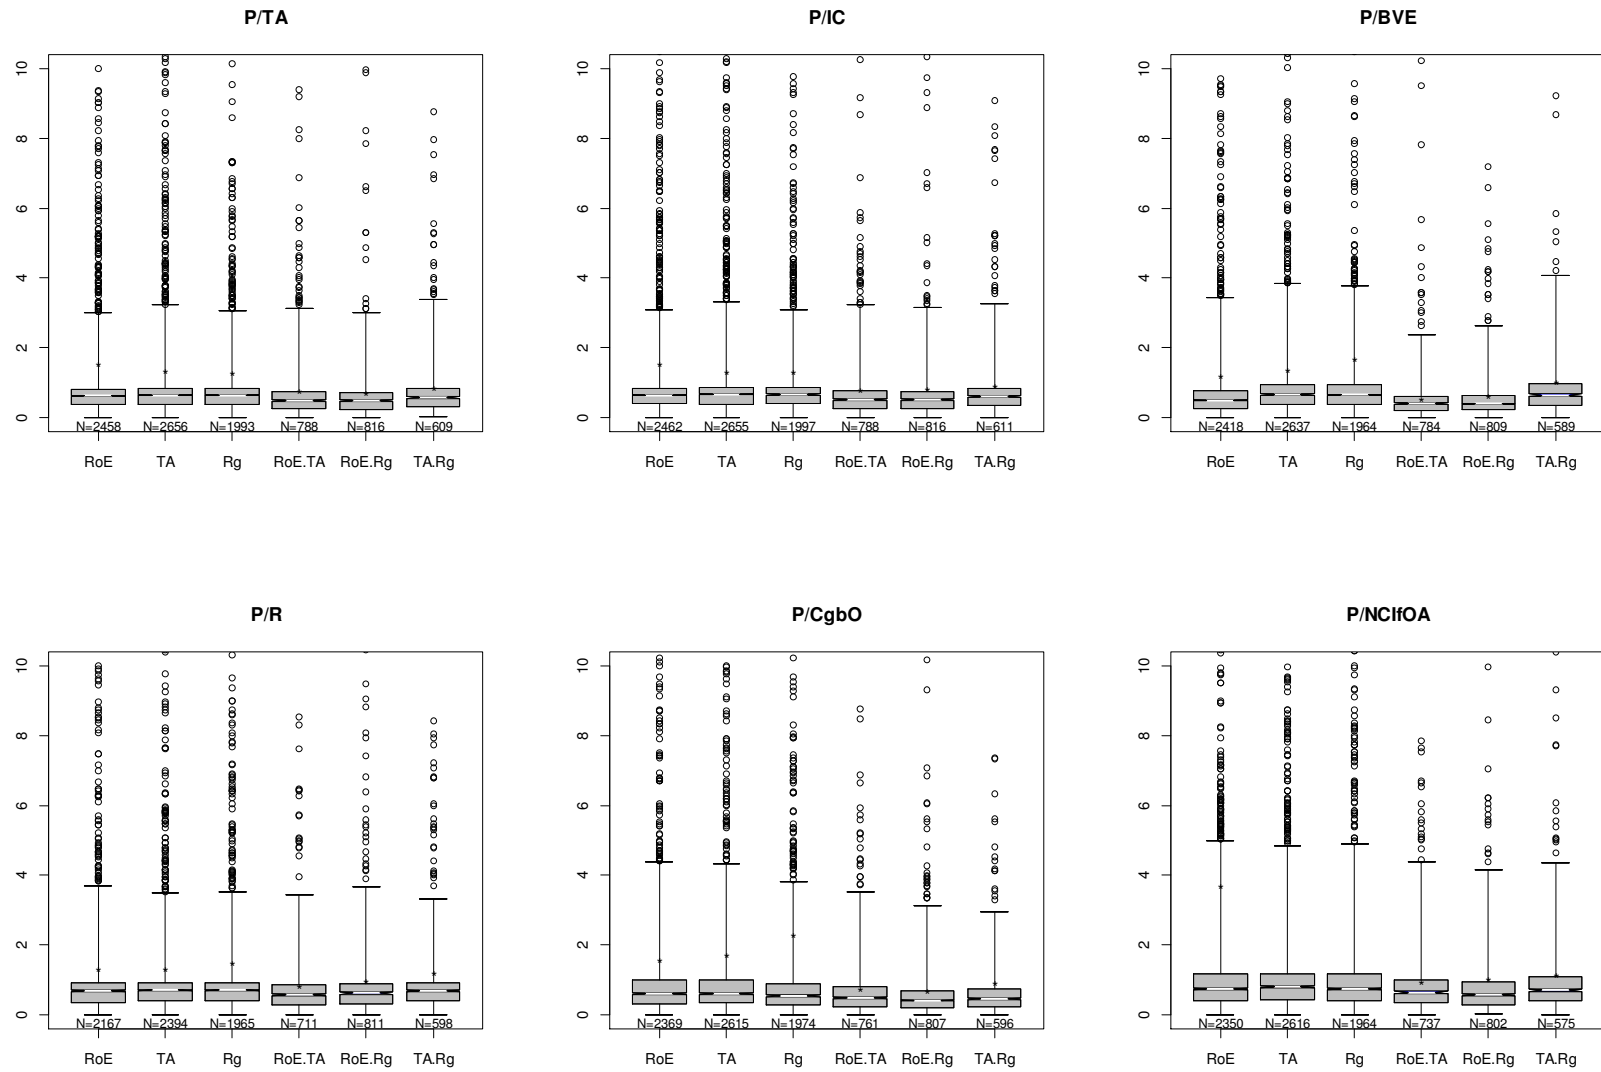 P/TA
10
8
6
4
2
0
N=2458 N=2656 N=1993 N=788 N=816 N=609
RoE TA Rg RoE.TA RoE.Rg TA.Rg
P/IC
10
8
6
4
2
0
N=2462 N=2655 N=1997 N=788 N=816 N=611
RoE TA Rg RoE.TA RoE.Rg TA.Rg
P/BVE
10
8
6
4
2
0
N=2418 N=2637 N=1964 N=784 N=809 N=589
RoE TA Rg RoE.TA RoE.Rg TA.Rg
P/R
10
8
6
4
2
0
N=2167 N=2394 N=1965 N=711 N=811 N=598
RoE TA Rg RoE.TA RoE.Rg TA.Rg
P/CgbO
10
8
6
4
2
0
N=2369 N=2615 N=1974 N=761 N=807 N=596
RoE TA Rg RoE.TA RoE.Rg TA.Rg
P/NCIfOA
10
8
6
4
2
0
N=2350 N=2616 N=1964 N=737 N=802 N=575
RoE TA Rg RoE.TA RoE.Rg TA.Rg